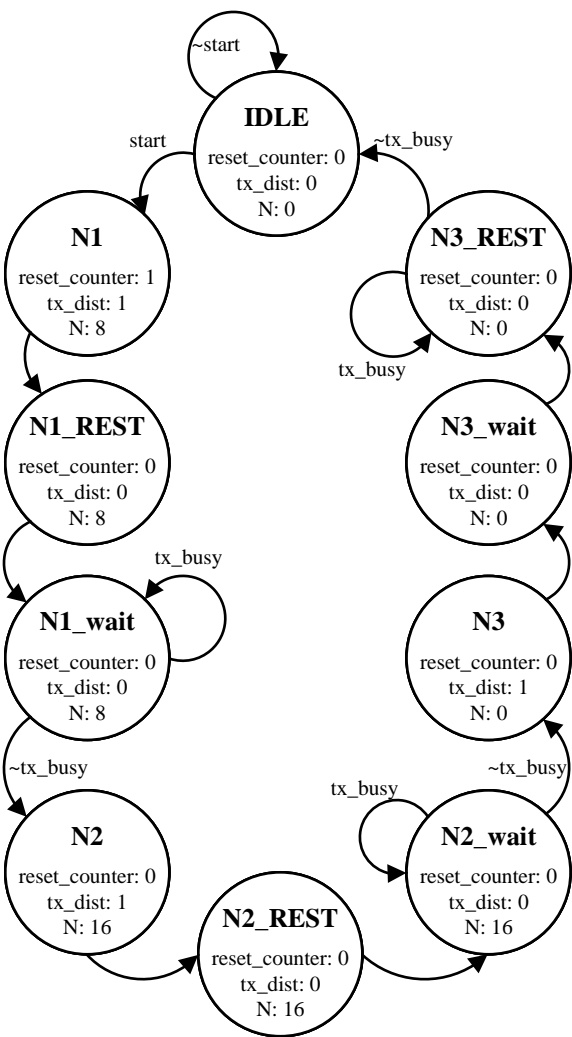 ~start
IDLE
reset_counter: 0
tx_dist: 0
N: 0
start
~tx_busy
N1
reset_counter: 1
tx_dist: 1
N: 8
N3_REST
reset_counter: 0
tx_dist: 0
N: 0
tx_busy
N1_REST
reset_counter: 0
tx_dist: 0
N: 8
N3_wait
reset_counter: 0
tx_dist: 0
N: 0
tx_busy
N1_wait
reset_counter: 0
tx_dist: 0
N: 8
N3
reset_counter: 0
tx_dist: 1
N: 0
~tx_busy
~tx_busy
tx_busy
N2
reset_counter: 0
tx_dist: 1
N: 16
N2_wait
reset_counter: 0
tx_dist: 0
N: 16
N2_REST
reset_counter: 0
tx_dist: 0
N: 16